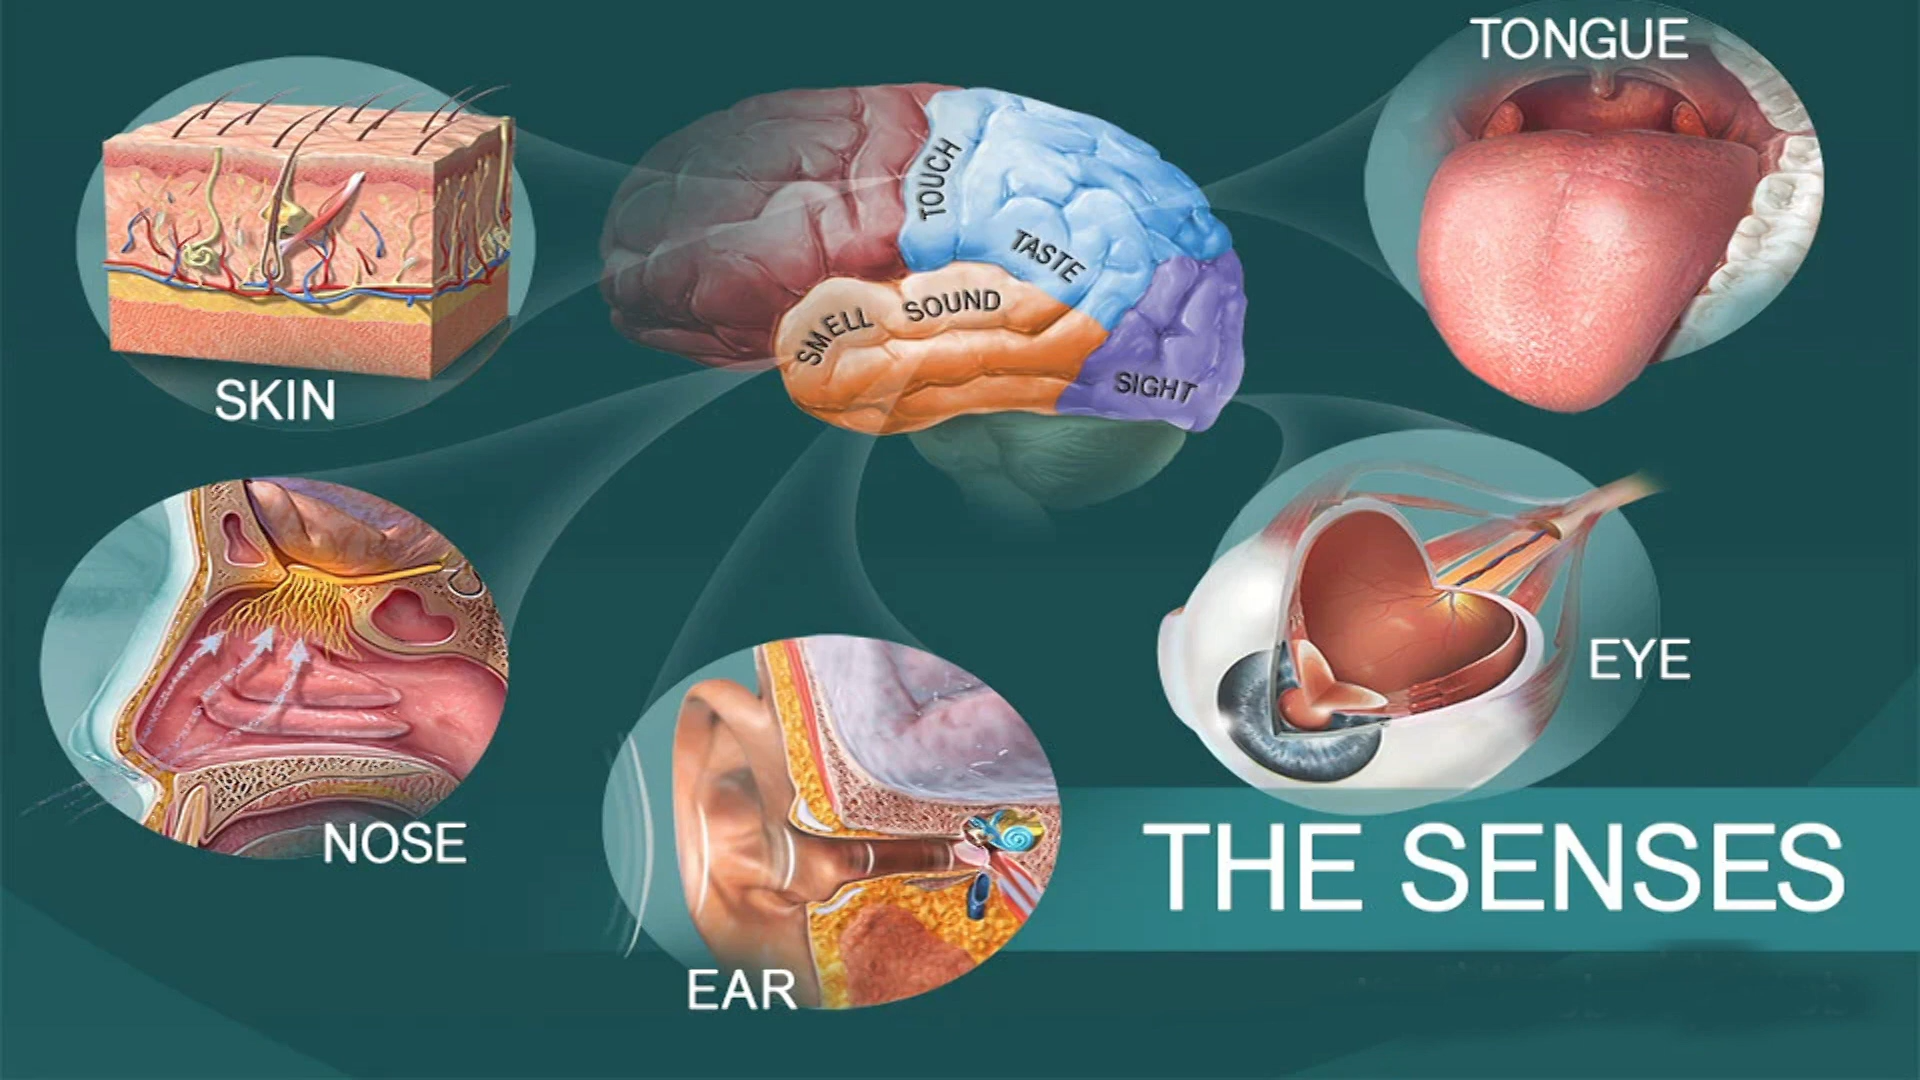 TONGUE
TOUCH
TASTE
SMELL
SOUND
SIGHT
SKIN
EYE
NOSE
THE SENSES
EAR